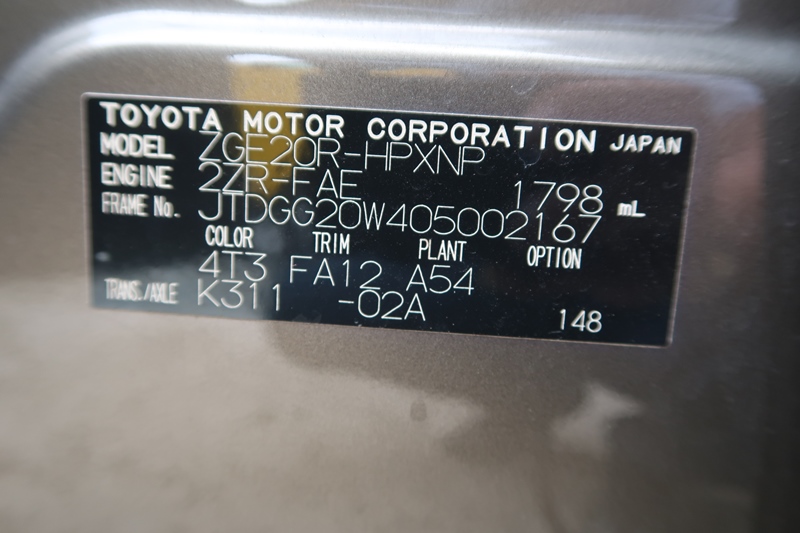 TOYOTA MOTOR CORPORATION JAPAN
MODEL ZGE20R-HPXNP
ENGINE 2ZR-FAE 1798 mL
FRAME No. JTDGG20W405002167
COLOR TRIM PLANT OPTION
4T3 FA12 A54
TRANS./AXLE K311 -02A 148